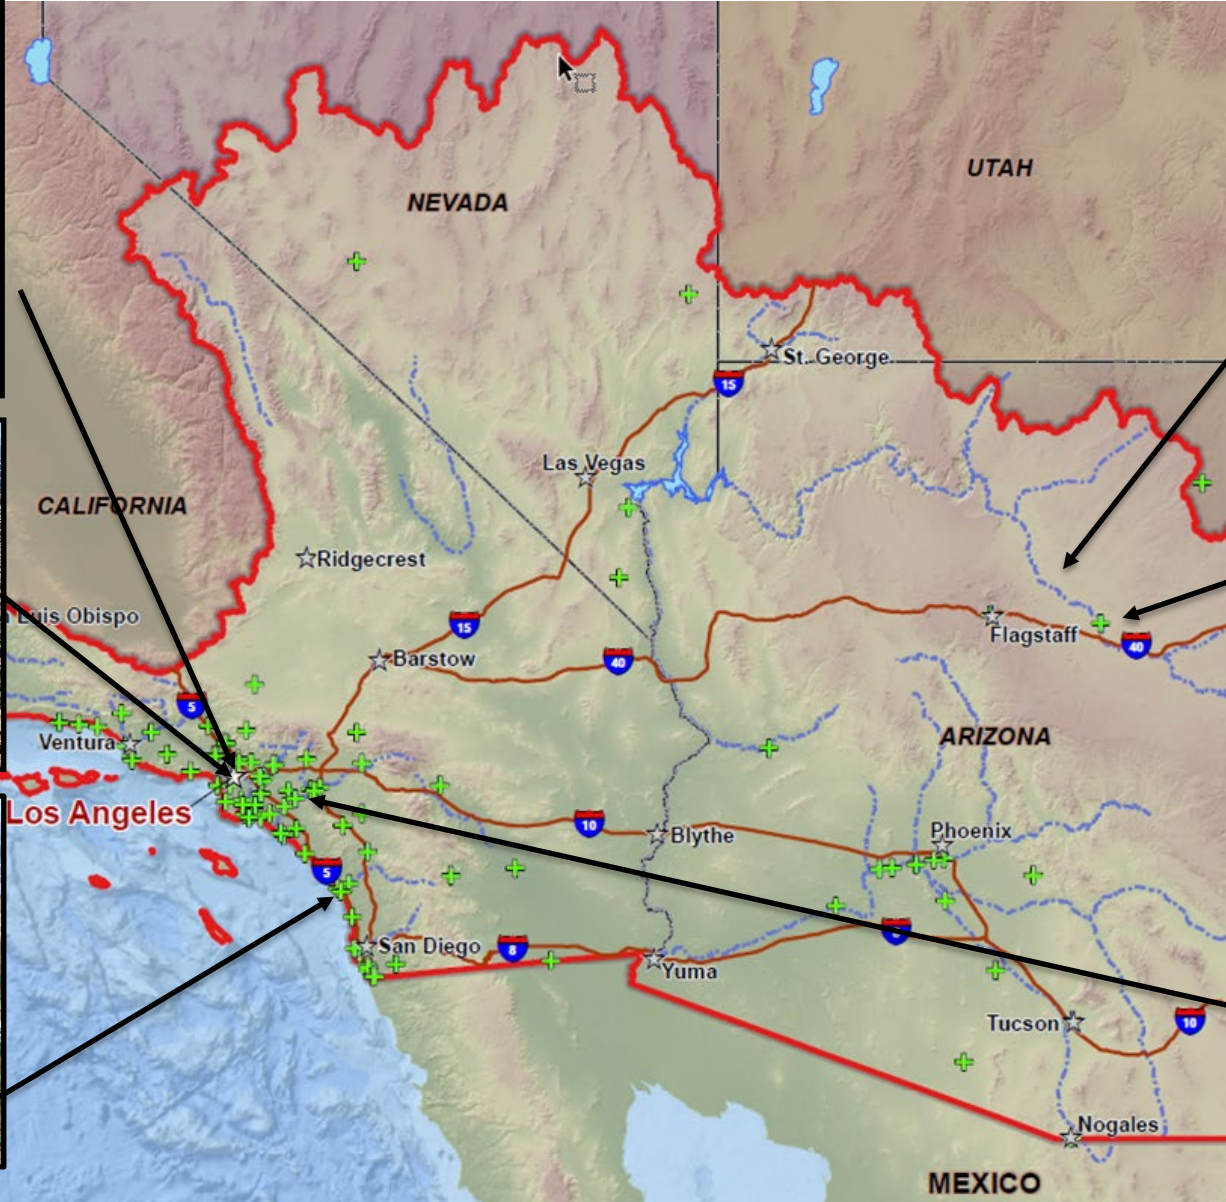 NEVADA
UTAH
St. George
15
Las Vegas
CALIFORNIA
Ridgecrest
Luis Obispo
15
Flagstaff
40
Barstow
40
5
ARIZONA
Ventura
Los Angeles
10
Blythe
Phoenix
5
San Diego
8
Yuma
Tucson
10
Nogales
MEXICO